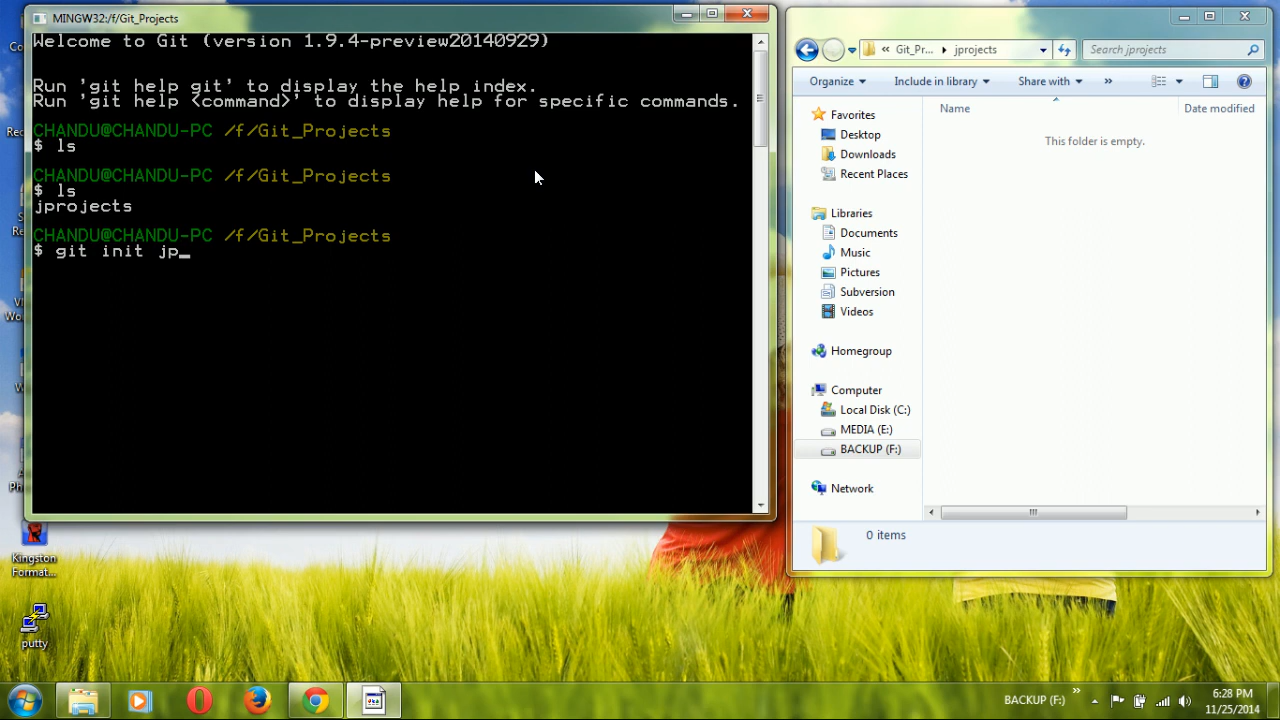 MINGW32:/f/Git_Projects
Welcome to Git (version 1.9.4-preview20140929)
Run 'git help git' to display the help index.
Run 'git help <command>' to display help for specific commands.
CHANDU@CHANDU-PC /f/Git_Projects
$ ls
CHANDU@CHANDU-PC /f/Git_Projects
$ ls
jprojects
CHANDU@CHANDU-PC /f/Git_Projects
$ git init jp_
« Git_Pr... jprojects
Search jprojects
Organize Include in library Share with »
Name Date modified
This folder is empty.
Favorites
Desktop
Downloads
Recent Places
Libraries
Documents
Music
Pictures
Subversion
Videos
Homegroup
Computer
Local Disk (C:)
MEDIA (E:)
BACKUP (F:)
Network
0 items
Kingston
Format...
putty
BACKUP (F:) »
6:28 PM
11/25/2014